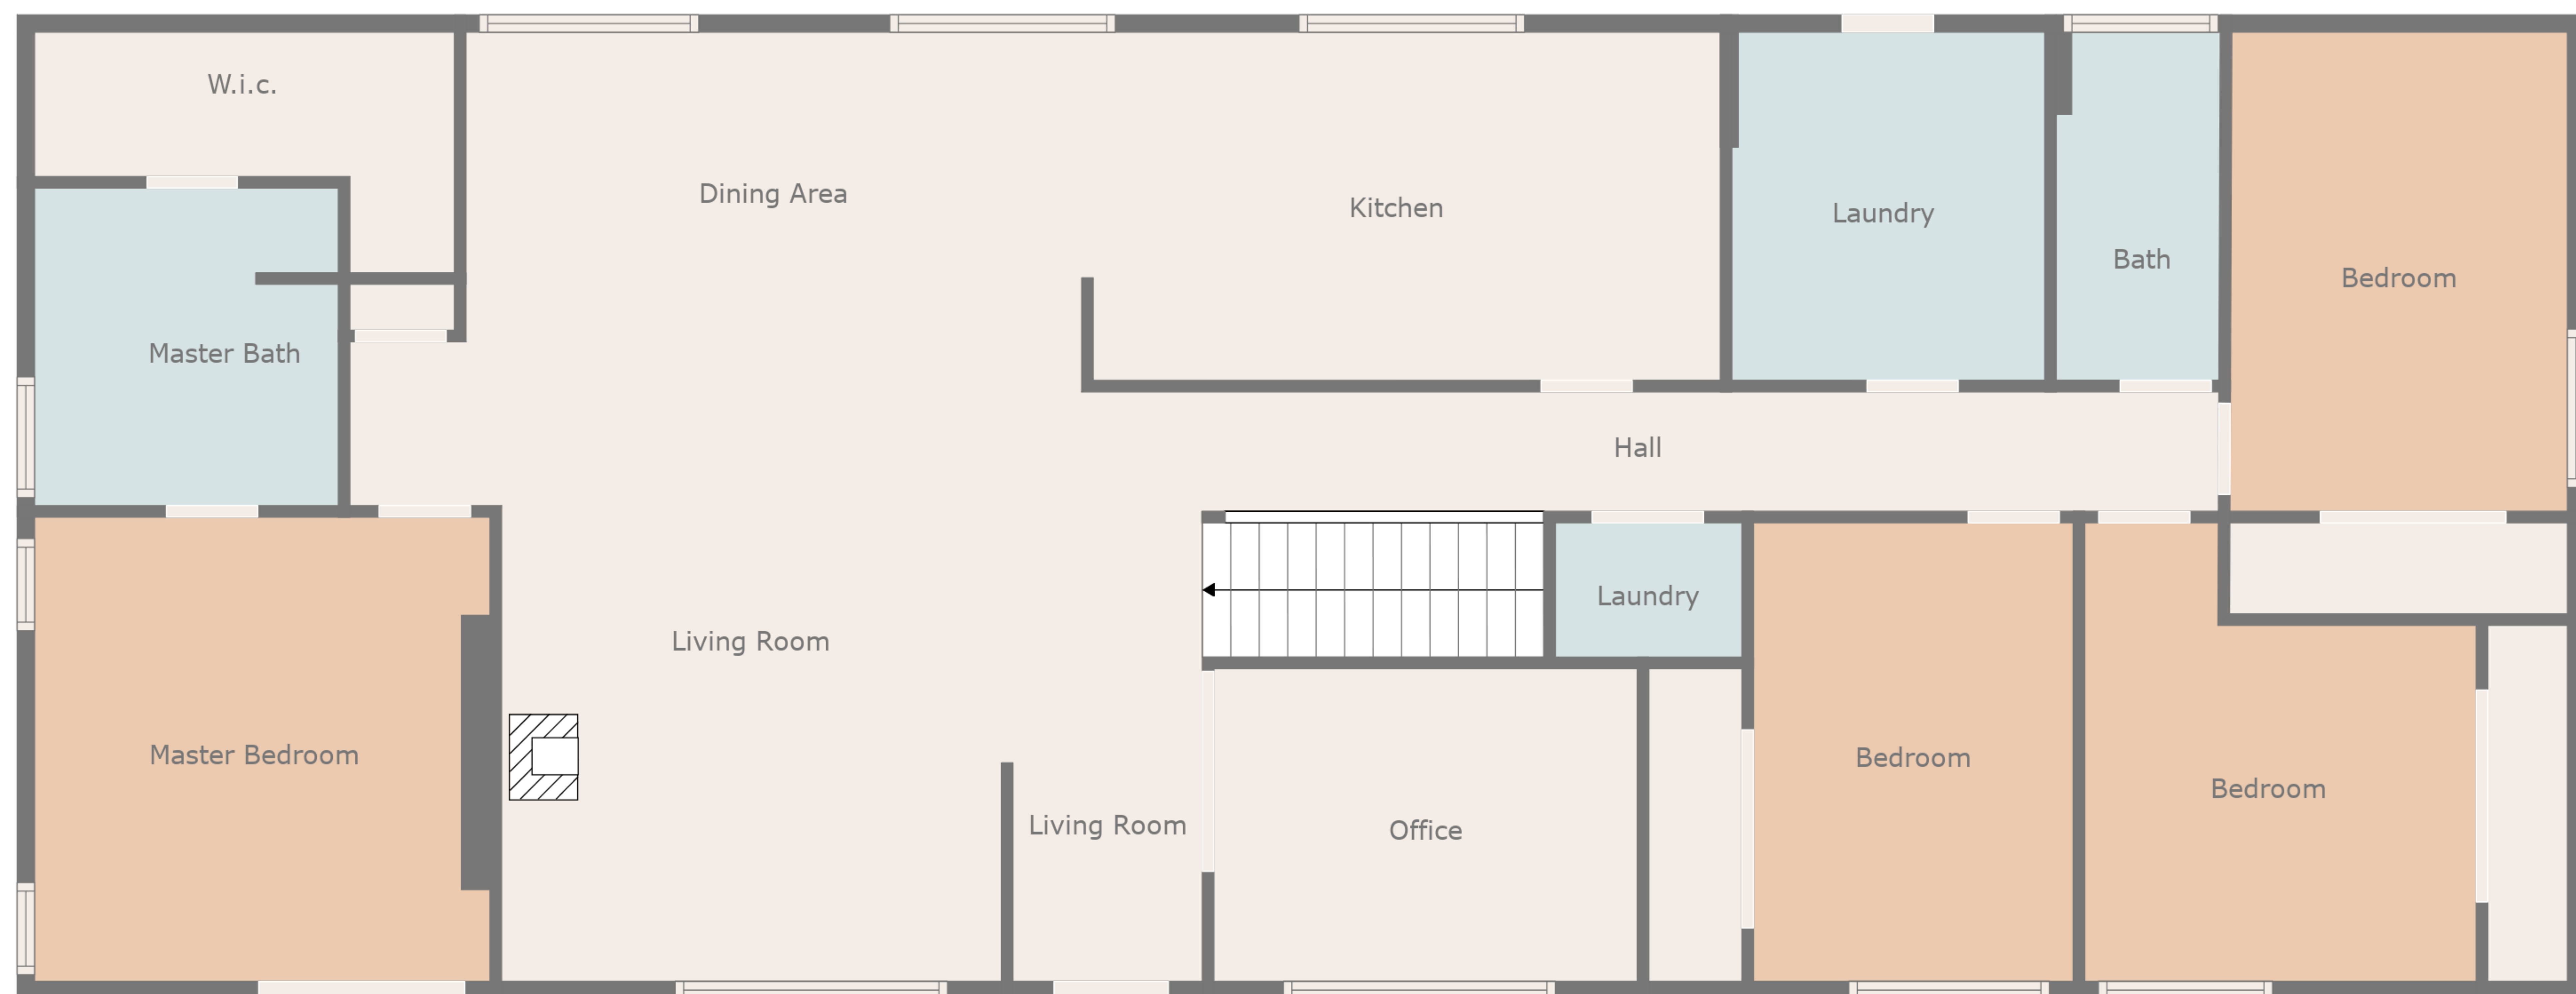 W.i.c.
Dining Area
Kitchen
Laundry
Bath
Bedroom
Master Bath
Hall
Living Room
Laundry
Master Bedroom
Living Room
Office
Bedroom
Bedroom